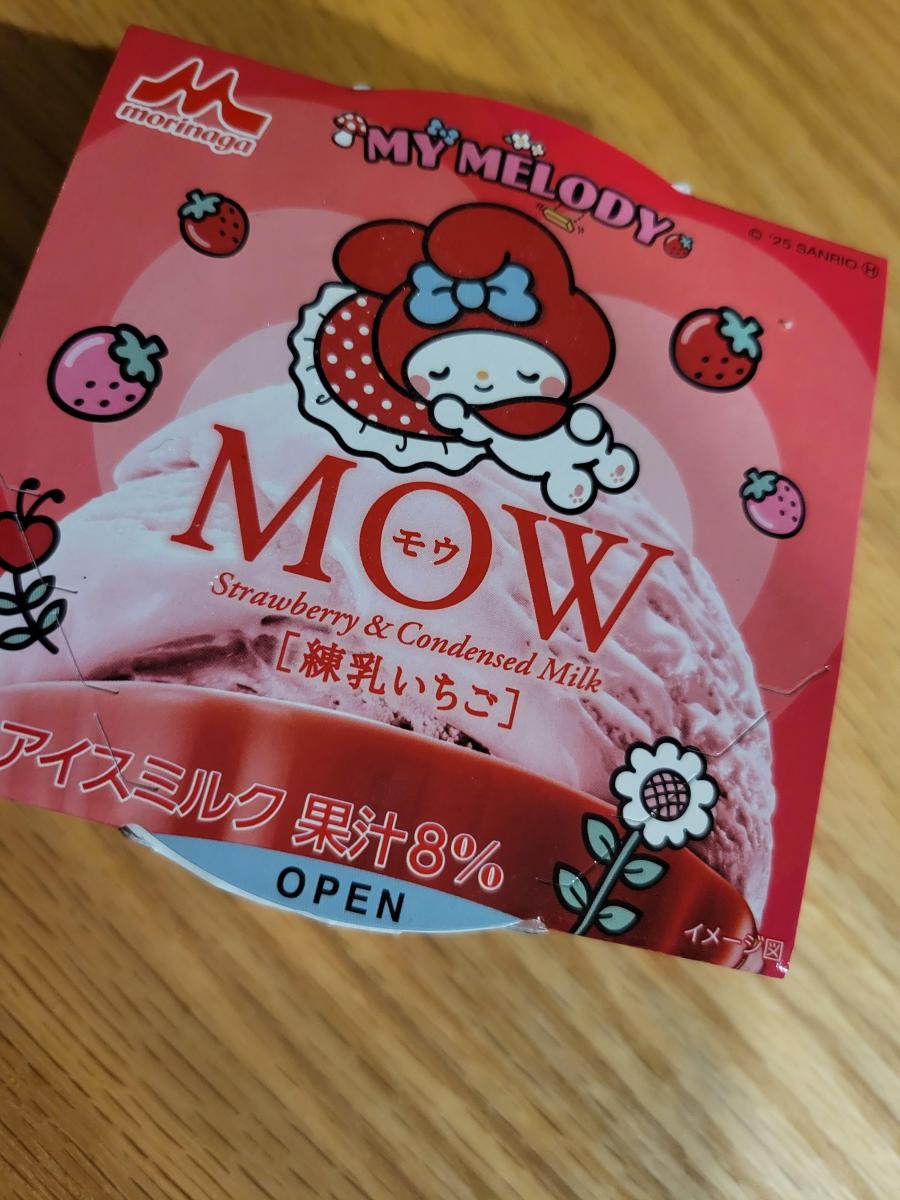 morinaga
MY MELODY
© '25 SANRIO Ⓗ
MOW
モウ
Strawberry & Condensed Milk
[練乳いちご]
アイスミルク 果汁8%
OPEN
イメージ図